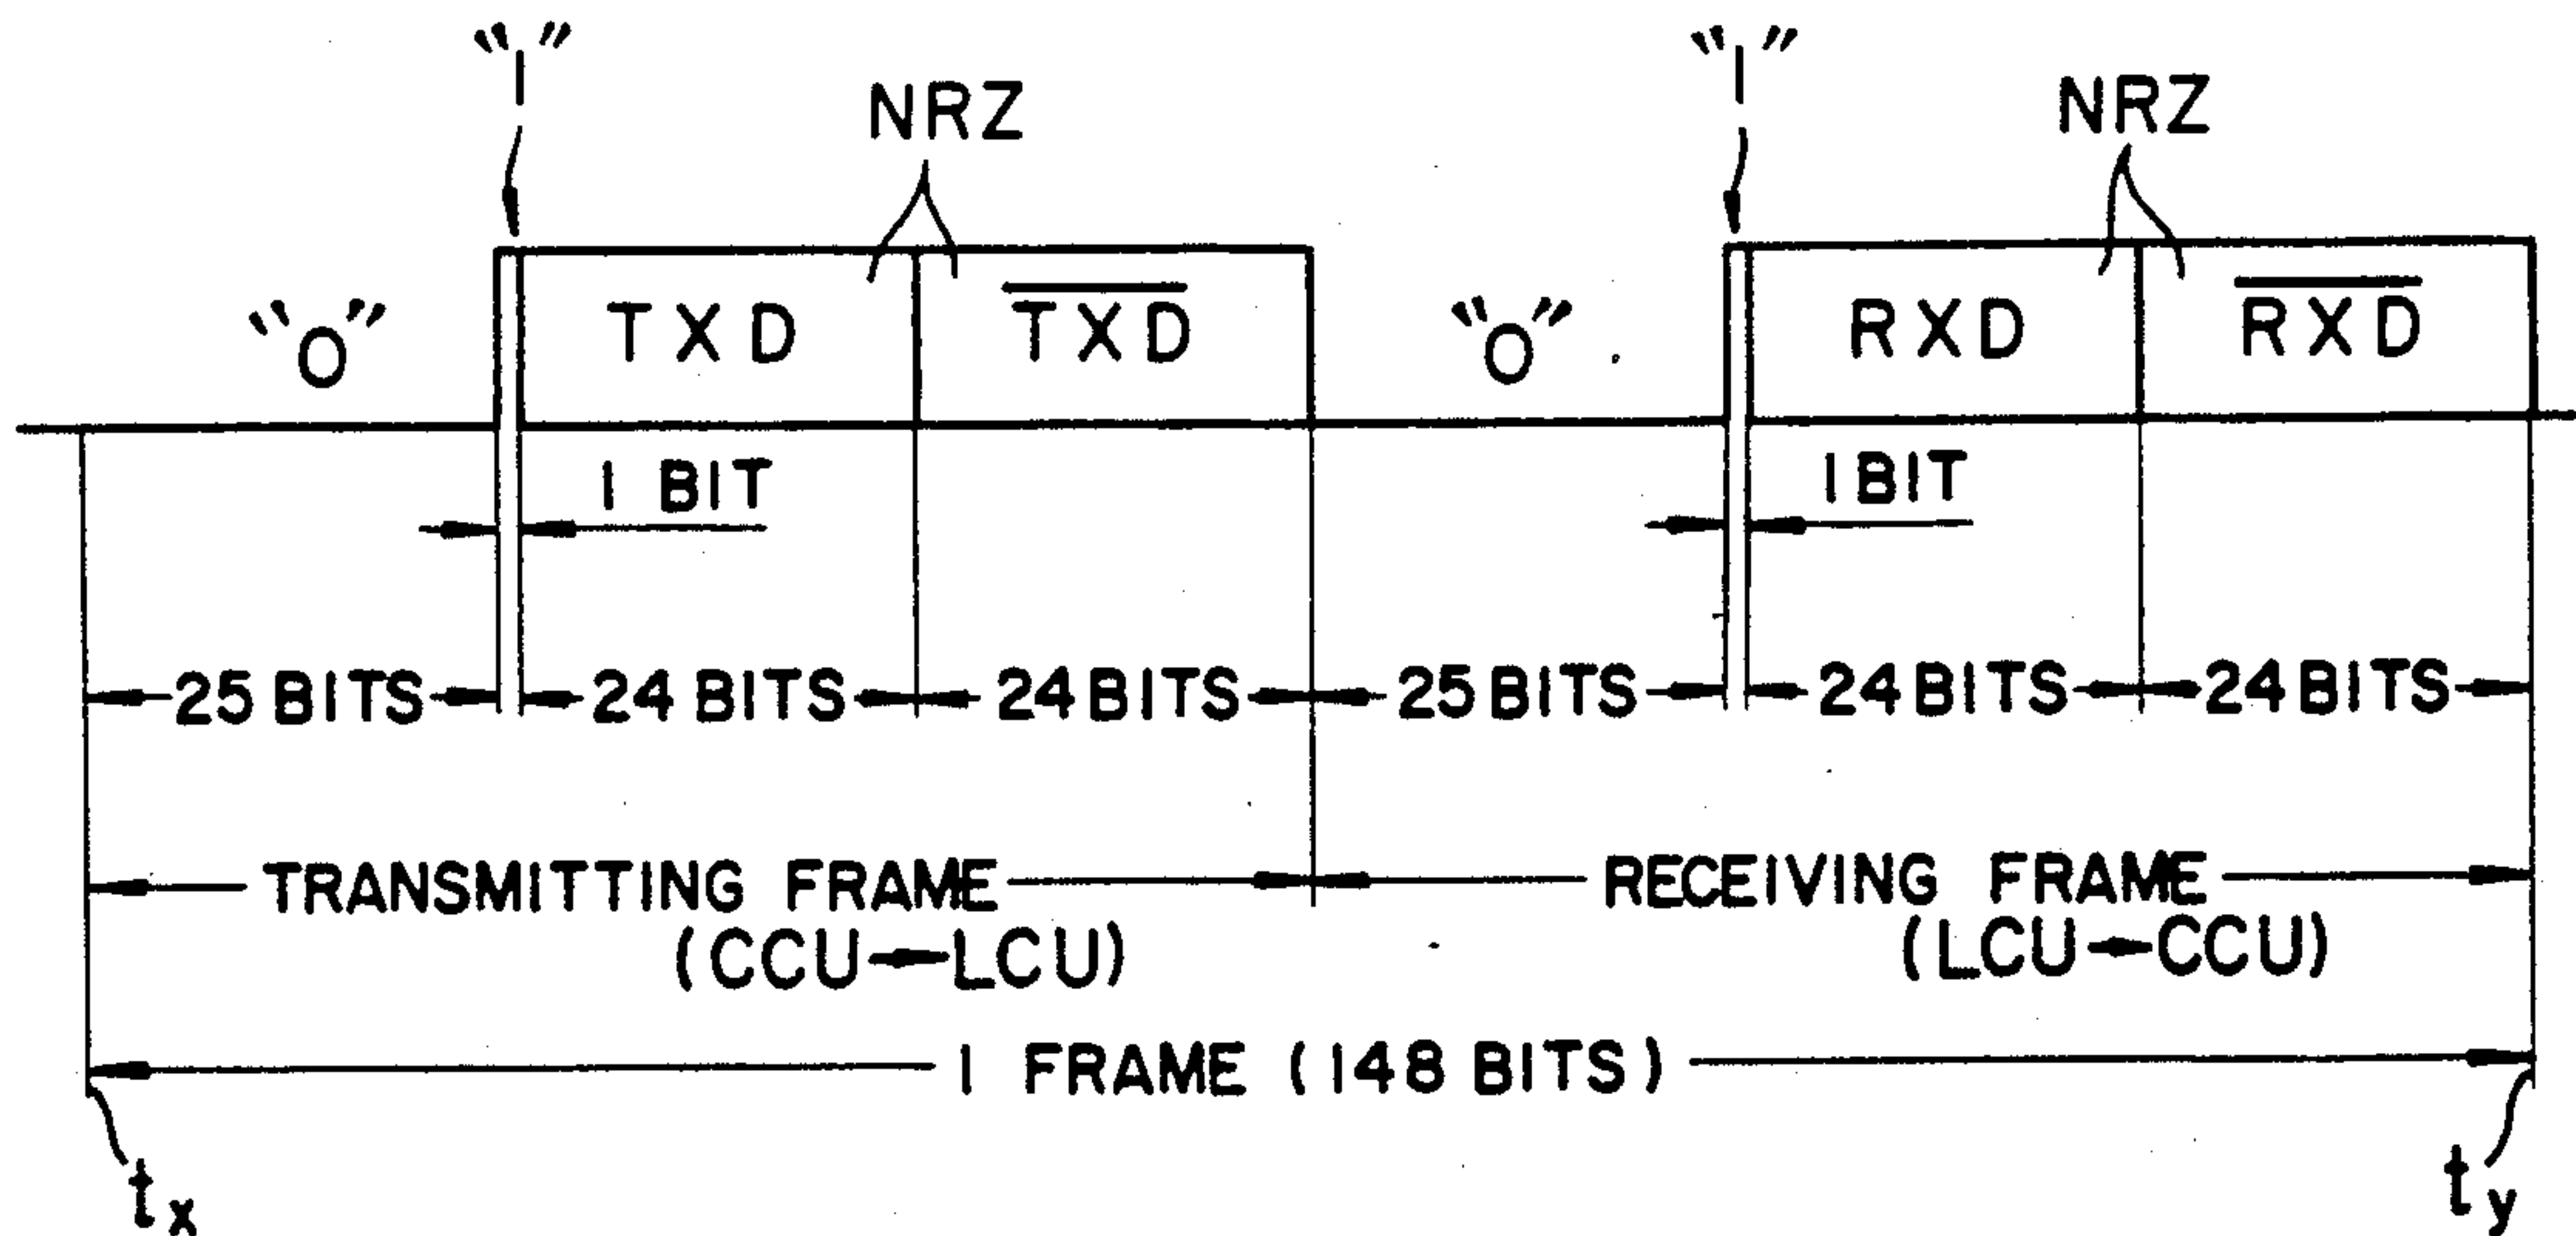 "1" "1"
NRZ NRZ
"0" TXD T̅X̅D̅ "0" RXD R̅X̅D̅
1 BIT 1 BIT
25 BITS 24 BITS 24 BITS 25 BITS 24 BITS 24 BITS
TRANSMITTING FRAME RECEIVING FRAME
(CCU→LCU) (LCU→CCU)
1 FRAME (148 BITS)
tx ty